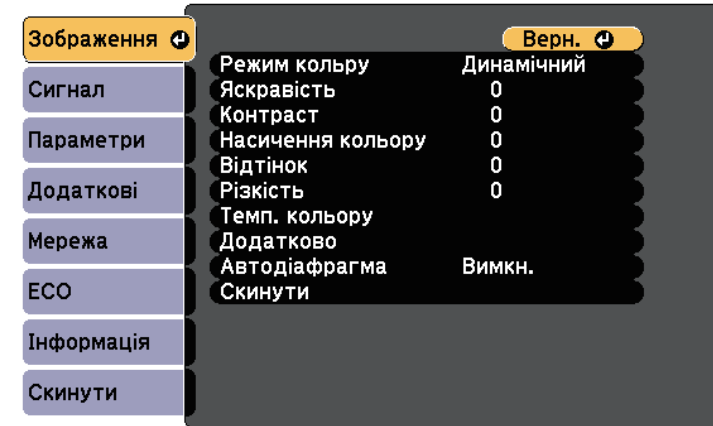 Зображення
Сигнал
Параметри
Додаткові
Мережа
ECO
Інформація
Скинути
Верн.
Режим кольру Динамічний
Яскравість 0
Контраст 0
Насичення кольору 0
Відтінок 0
Різкість 0
Темп. кольору
Додатково
Автодіафрагма Вимкн.
Скинути